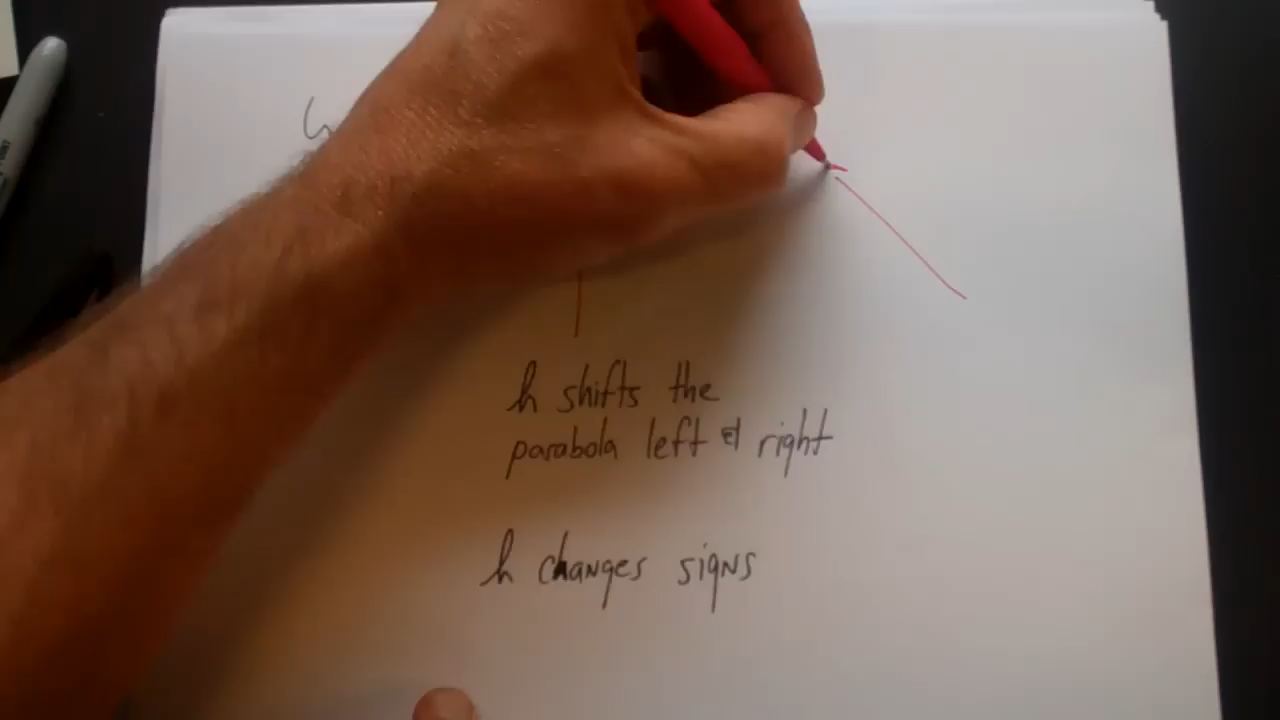 h shifts the
parabola left & right
h changes signs